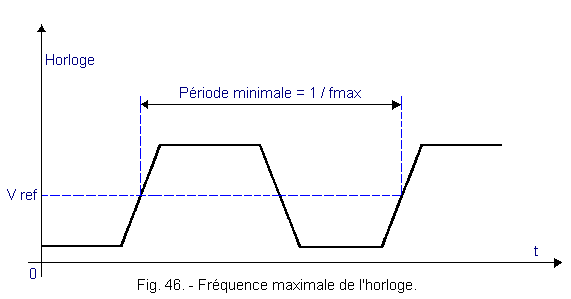 Horloge
Période minimale = 1 / fmax
V ref
t
0
Fig. 46. - Fréquence maximale de l'horloge.